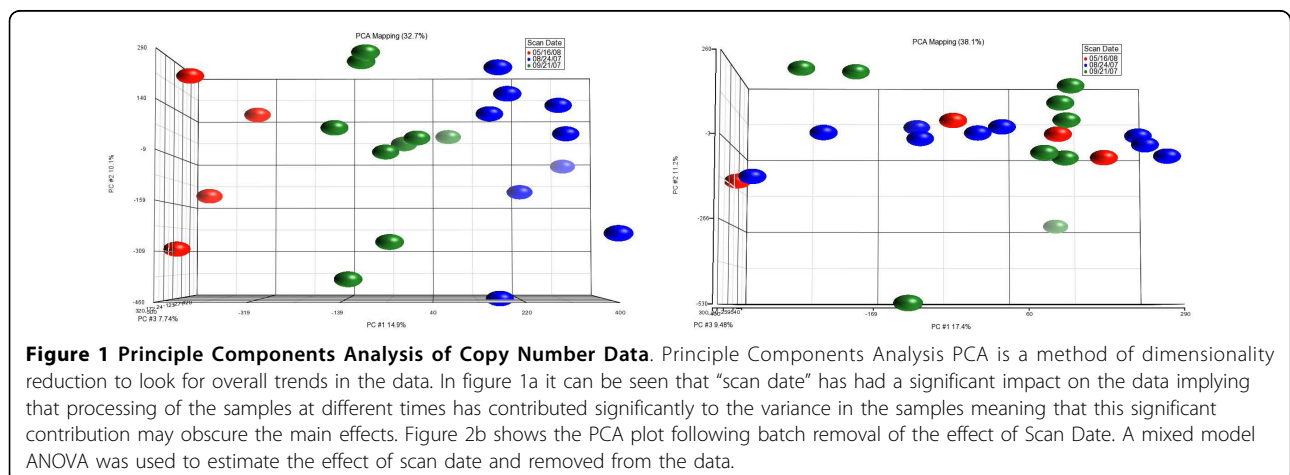 PCA Mapping (32.7%)
Scan Date
05/16/08
08/24/07
09/21/07
290
140
-9
-159
-309
-460
PC #2 10.1%
-319
-139
40
220
400
PC #3 7.74%
PC #1 14.9%
PCA Mapping (38.1%)
Scan Date
05/16/08
08/24/07
09/21/07
260
-3
-266
-530
PC #2 11.2%
-169
60
290
PC #3 9.48%
PC #1 17.4%
Figure 1 Principle Components Analysis of Copy Number Data. Principle Components Analysis PCA is a method of dimensionality
reduction to look for overall trends in the data. In figure 1a it can be seen that “scan date” has had a significant impact on the data implying
that processing of the samples at different times has contributed significantly to the variance in the samples meaning that this significant
contribution may obscure the main effects. Figure 2b shows the PCA plot following batch removal of the effect of Scan Date. A mixed model
ANOVA was used to estimate the effect of scan date and removed from the data.